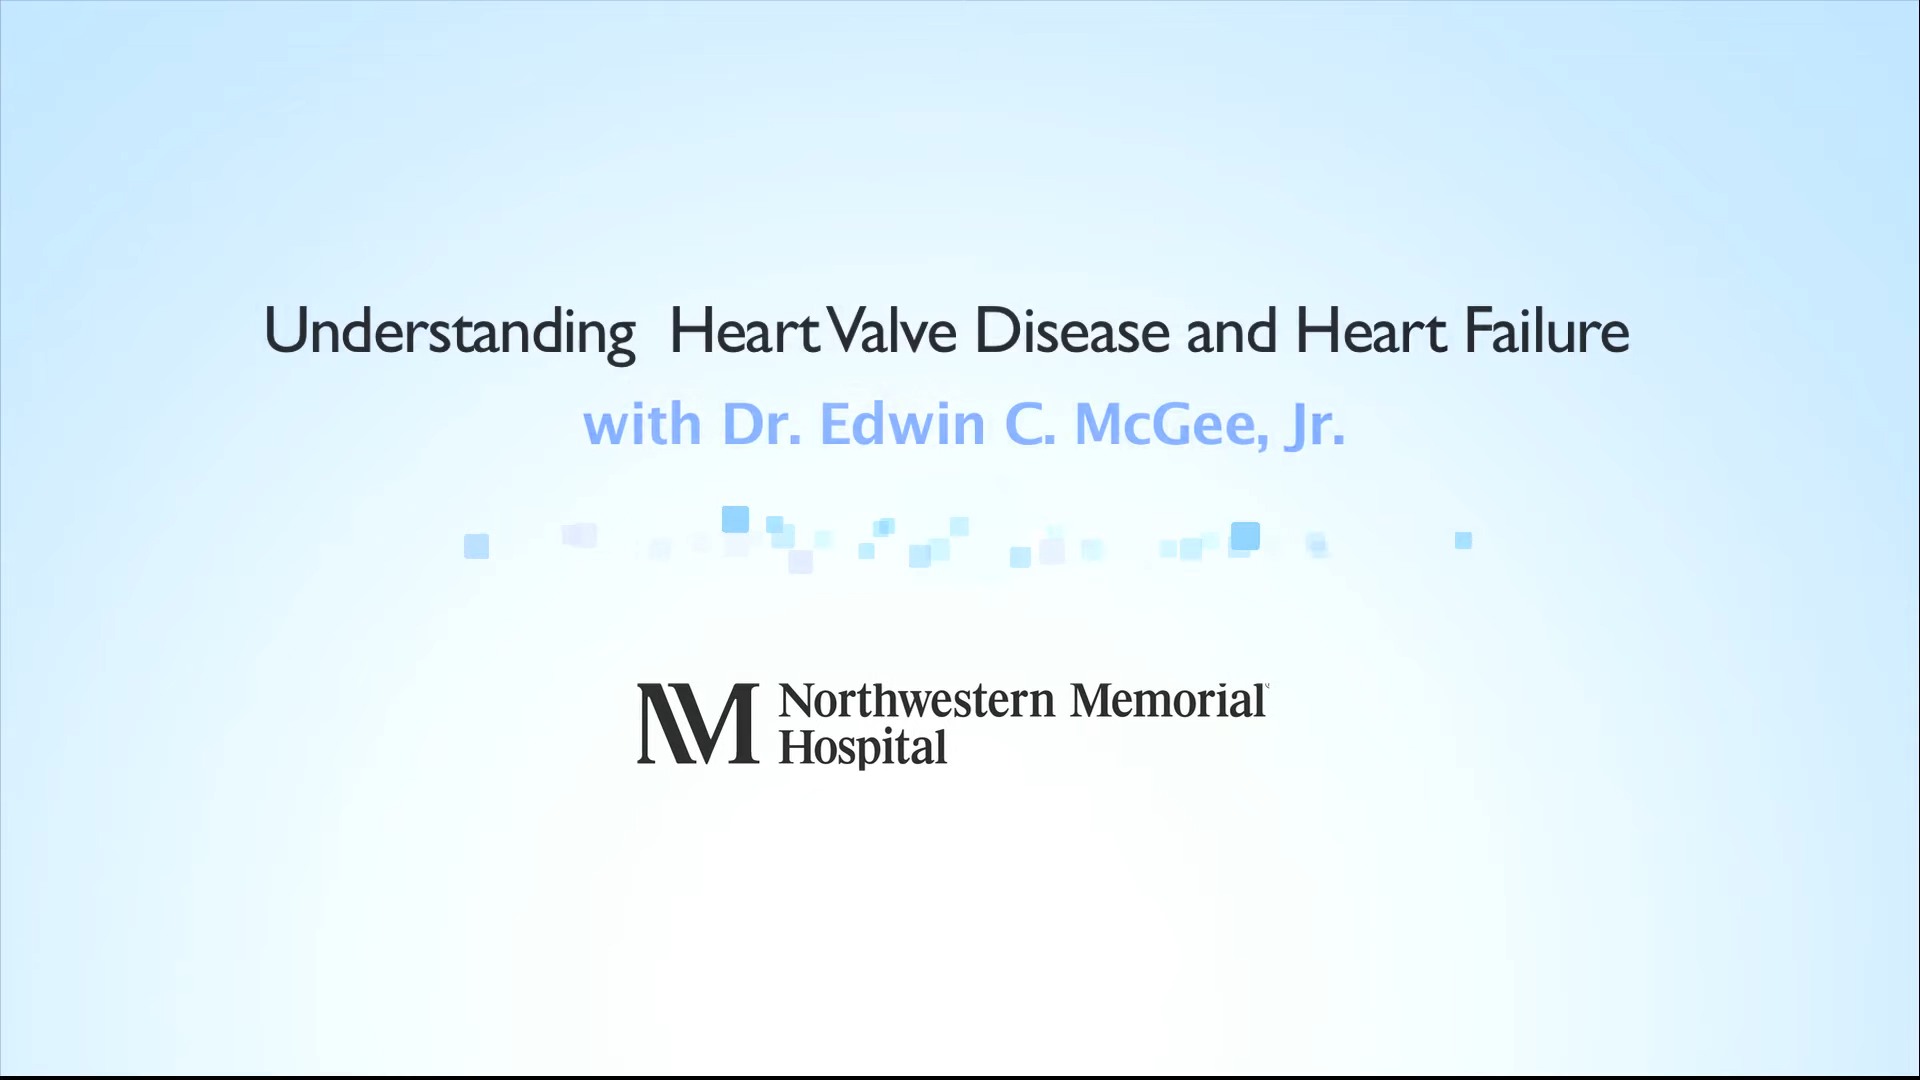 Understanding  Heart Valve Disease and Heart Failure
with Dr. Edwin C. McGee, Jr.
NM Northwestern Memorial
Hospital